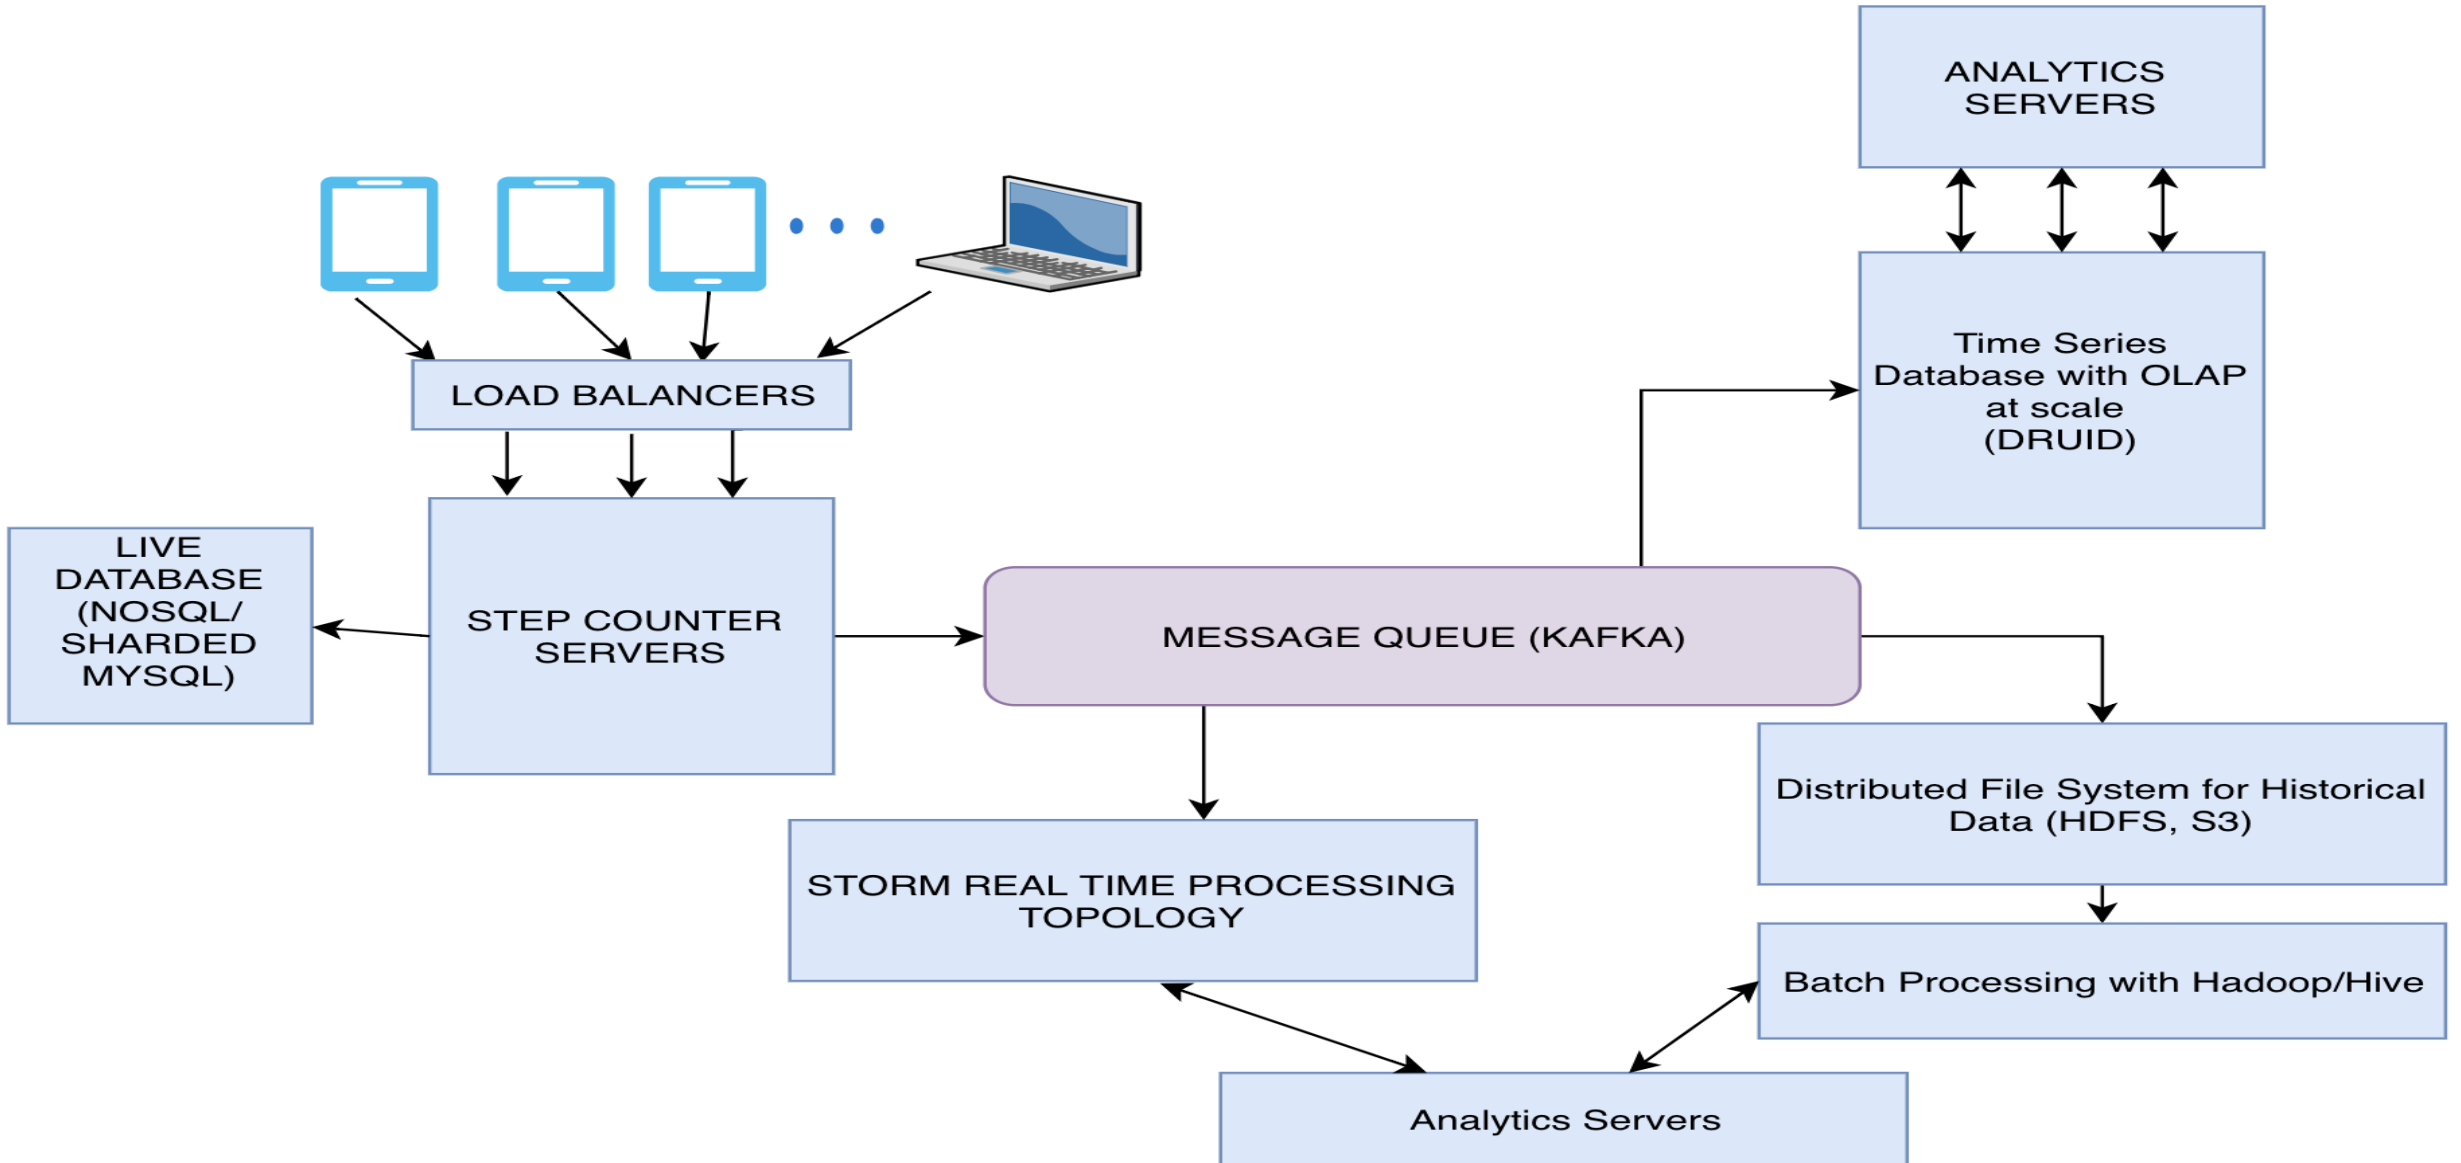 ANALYTICS
SERVERS
LOAD BALANCERS
Time Series
Database with OLAP
at scale
(DRUID)
LIVE
DATABASE
(NOSQL/
SHARDED
MYSQL)
STEP COUNTER
SERVERS
MESSAGE QUEUE (KAFKA)
Distributed File System for Historical
Data (HDFS, S3)
STORM REAL TIME PROCESSING
TOPOLOGY
Batch Processing with Hadoop/Hive
Analytics Servers